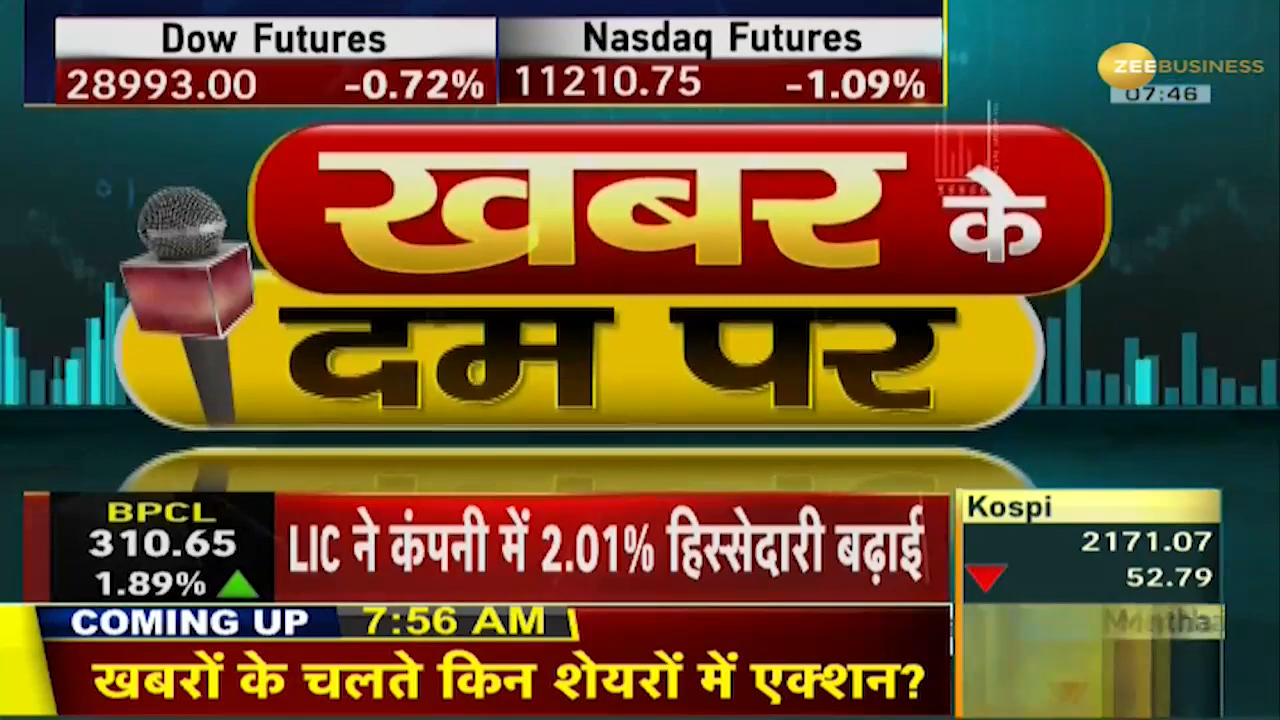 Dow Futures
28993.00 -0.72%
Nasdaq Futures
11210.75 -1.09%
ZEEBUSINESS
07:46
खबर के
दम पर
BPCL
310.65
1.89%
LIC ने कंपनी में 2.01% हिस्सेदारी बढ़ाई
Kospi
2171.07
52.79
COMING UP 7:56 AM
खबरों के चलते किन शेयरों में एक्शन?